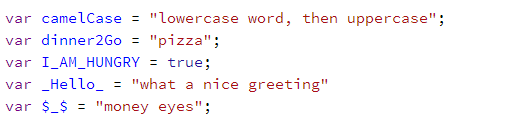 var camelCase = "lowercase word, then uppercase";
var dinner2Go = "pizza";
var I_AM_HUNGRY = true;
var _Hello_ = "what a nice greeting"
var $_$ = "money eyes";